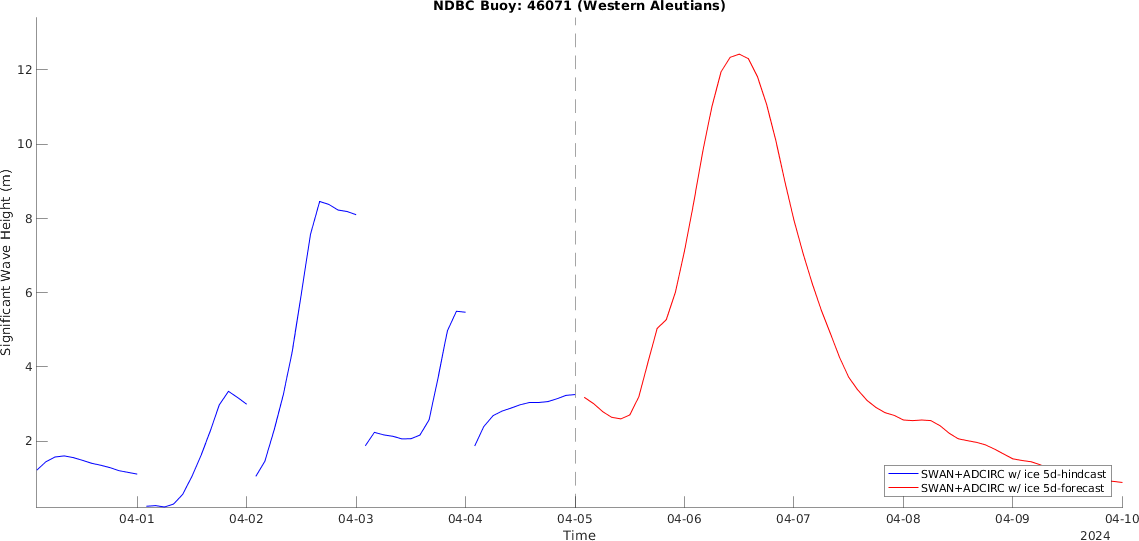 NDBC Buoy: 46071 (Western Aleutians)
Significant Wave Height (m)
12
10
8
6
4
2
SWAN+ADCIRC w/ ice 5d-hindcast
SWAN+ADCIRC w/ ice 5d-forecast
04-01 04-02 04-03 04-04 04-05 04-06 04-07 04-08 04-09 04-10
Time
2024